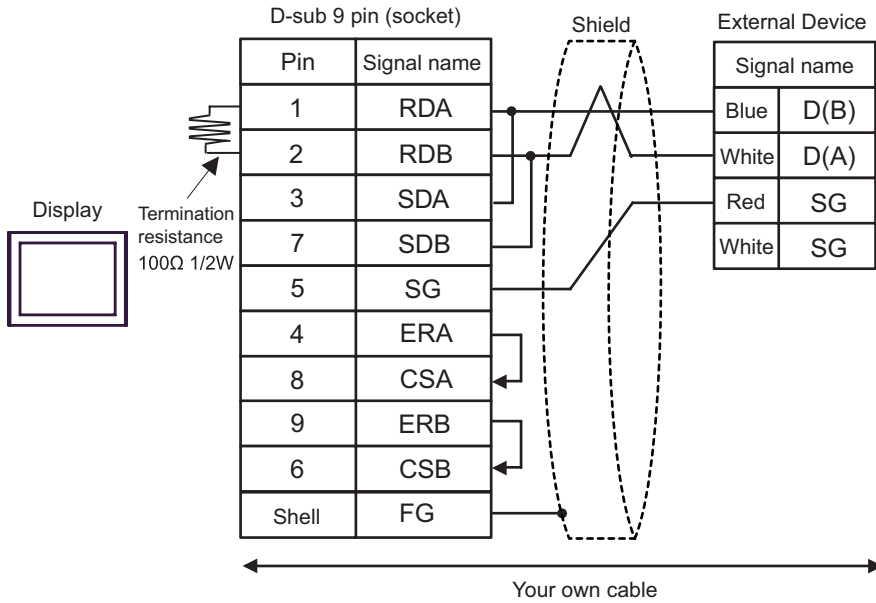 D-sub 9 pin (socket)
Shield
External Device
Pin Signal name
Signal name
1 RDA
Blue D(B)
2 RDB
White D(A)
3 SDA
Red SG
7 SDB
White SG
5 SG
4 ERA
8 CSA
9 ERB
6 CSB
Shell FG
Display
Termination
resistance
100Ω 1/2W
Your own cable